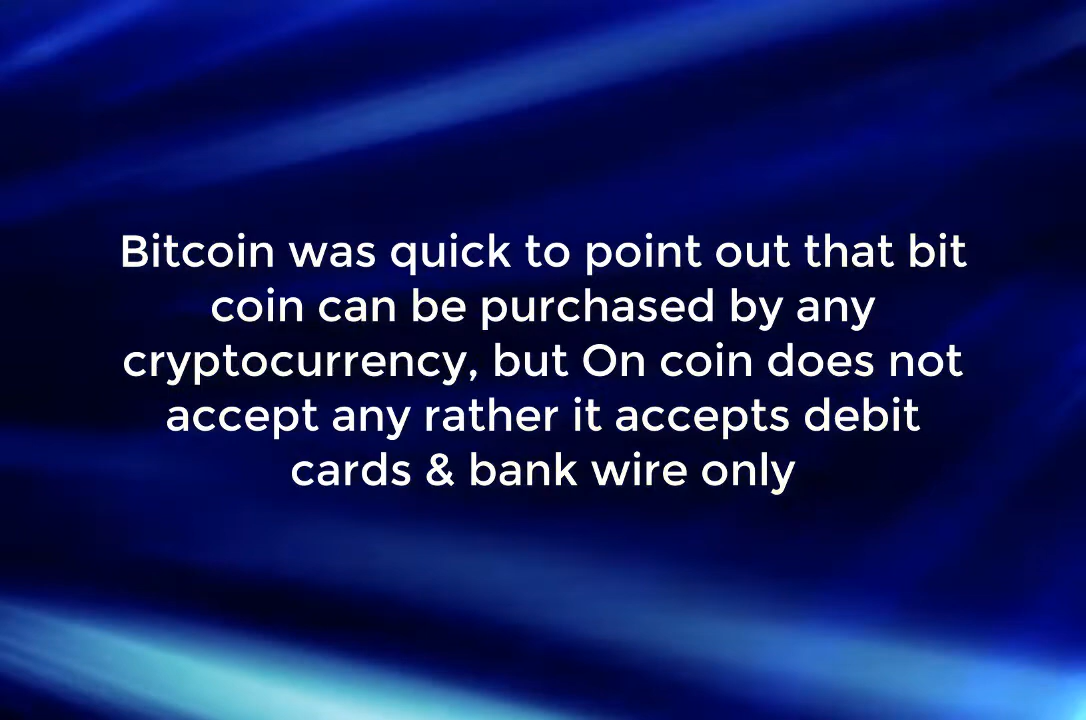 Bitcoin was quick to point out that bit
coin can be purchased by any
cryptocurrency, but On coin does not
accept any rather it accepts debit
cards & bank wire only